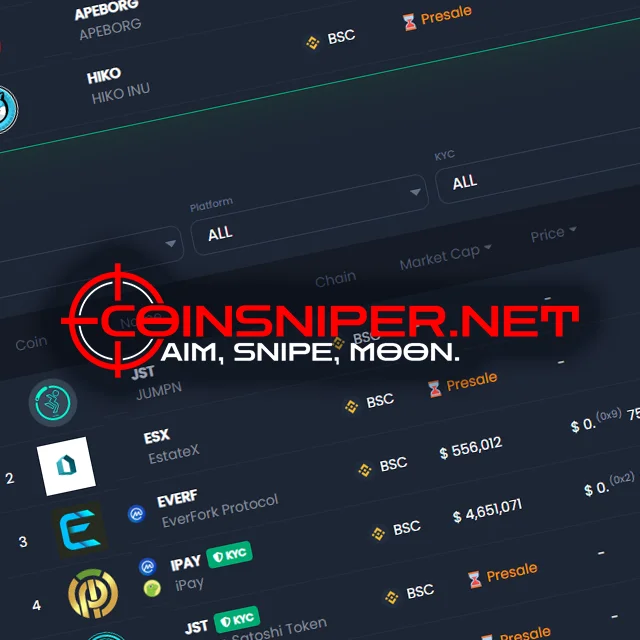 APEBORG
APEBORG
HIKO BSC Presale
HIKO INU
Platform
ALL
KYC
ALL
Coin Name Chain Market Cap Price
COINSNIPER.NET
AIM, SNIPE, MOON.
JST BSC –
JUMPN
2 ESX BSC Presale –
EstateX
3 EVERF BSC $ 556,012 $ 0.(0x9) 75
EverFork Protocol
4 IPAY KYC BSC $ 4,651,071 $ 0.(0x2)
iPay
JST KYC BSC Presale –
Satoshi Token
Presale –